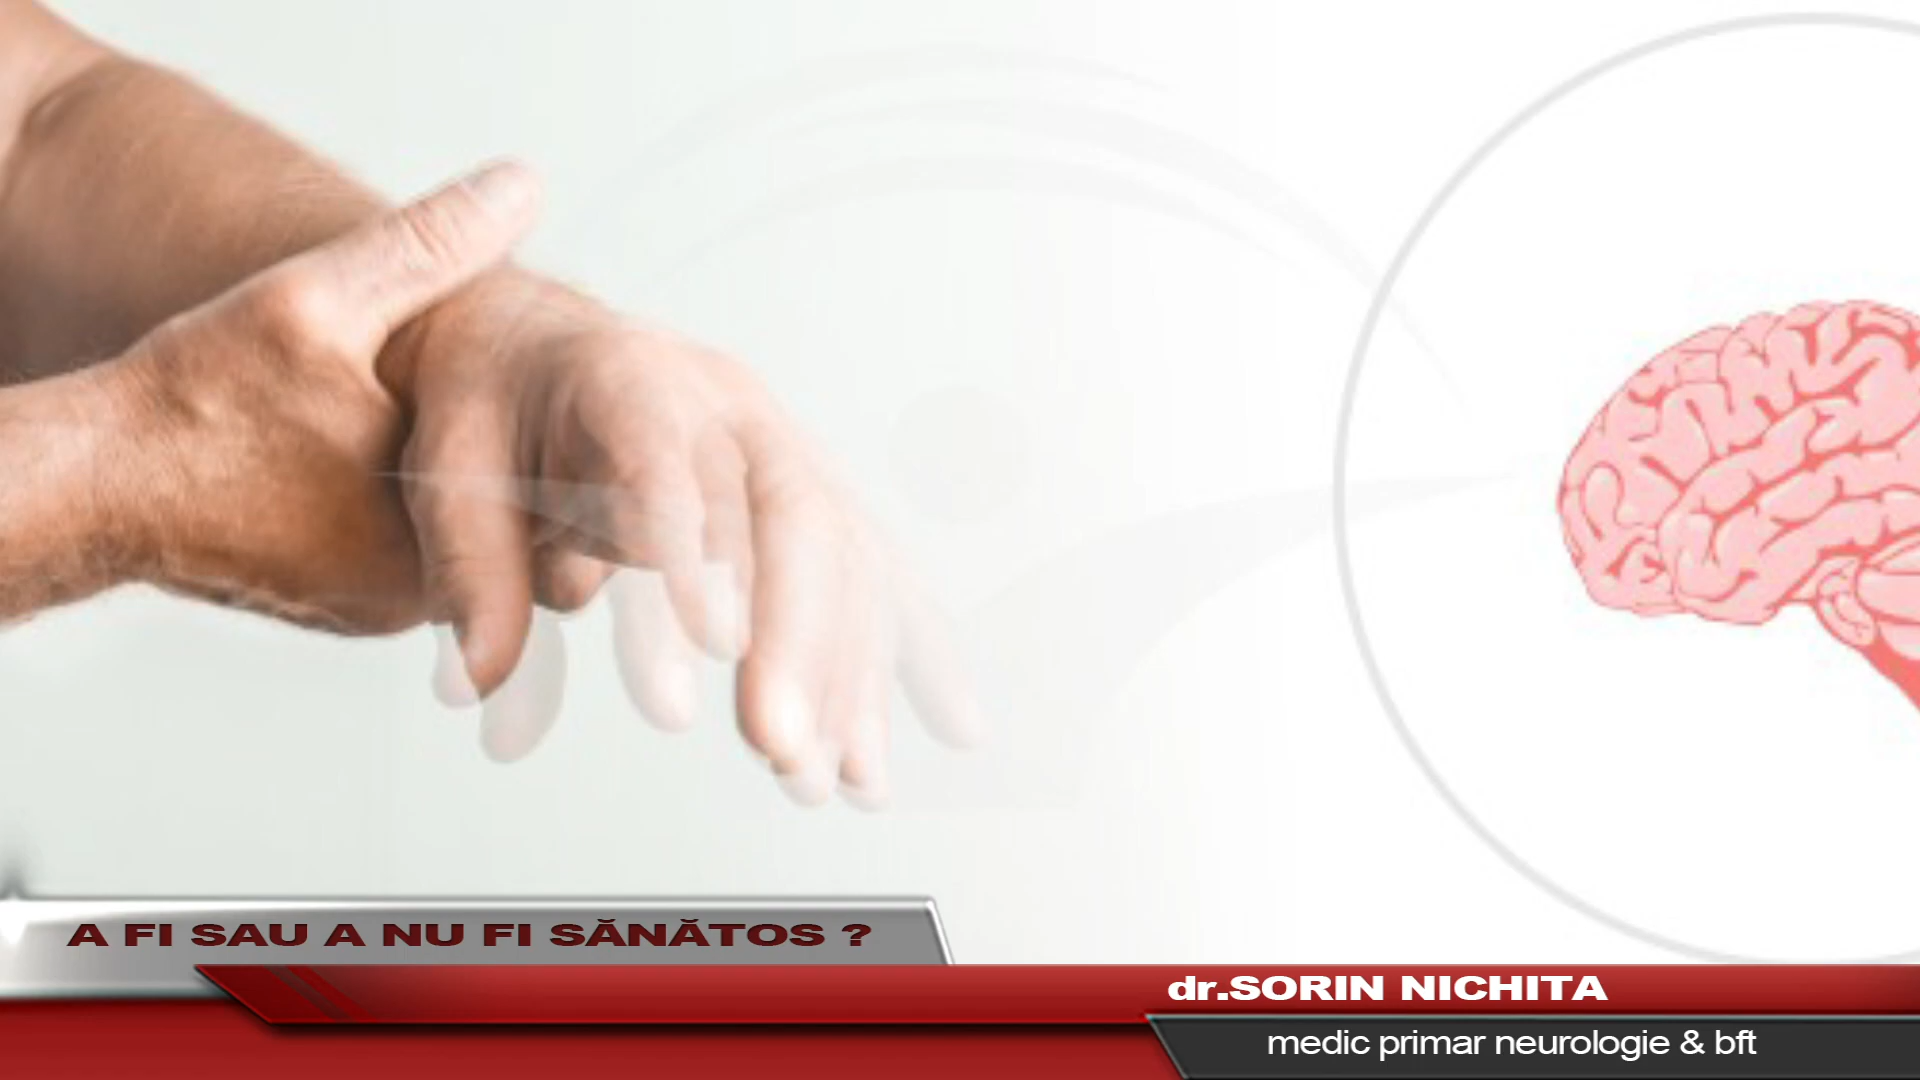 A FI SAU A NU FI SĂNĂTOS ?
dr.SORIN NICHITA
medic primar neurologie & bft